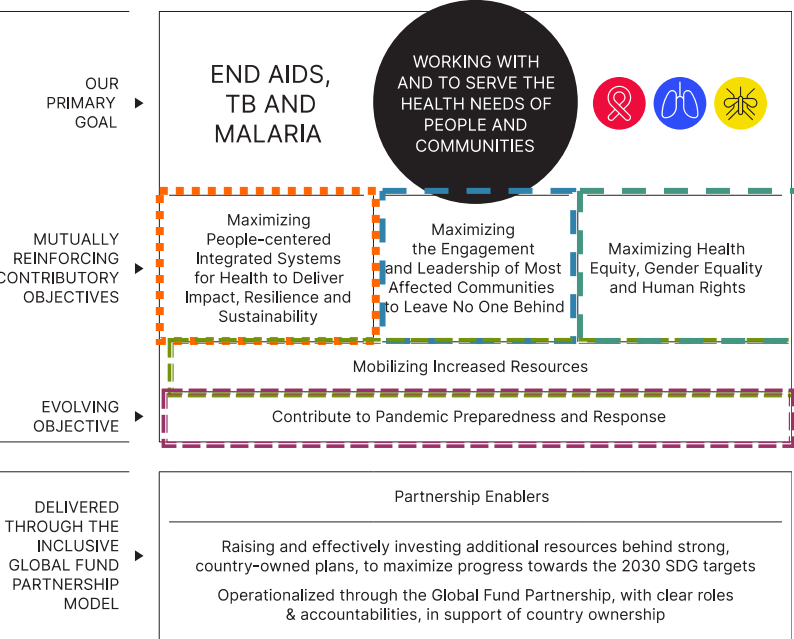 OUR
PRIMARY
GOAL
END AIDS,
TB AND
MALARIA
WORKING WITH
AND TO SERVE THE
HEALTH NEEDS OF
PEOPLE AND
COMMUNITIES
MUTUALLY
REINFORCING
CONTRIBUTORY
OBJECTIVES
Maximizing
People-centered
Integrated Systems
for Health to Deliver
Impact, Resilience and
Sustainability
Maximizing
the Engagement
and Leadership of Most
Affected Communities
to Leave No One Behind
Maximizing Health
Equity, Gender Equality
and Human Rights
Mobilizing Increased Resources
EVOLVING
OBJECTIVE
Contribute to Pandemic Preparedness and Response
DELIVERED
THROUGH THE
INCLUSIVE
GLOBAL FUND
PARTNERSHIP
MODEL
Partnership Enablers
Raising and effectively investing additional resources behind strong,
country-owned plans, to maximize progress towards the 2030 SDG targets
Operationalized through the Global Fund Partnership, with clear roles
& accountabilities, in support of country ownership